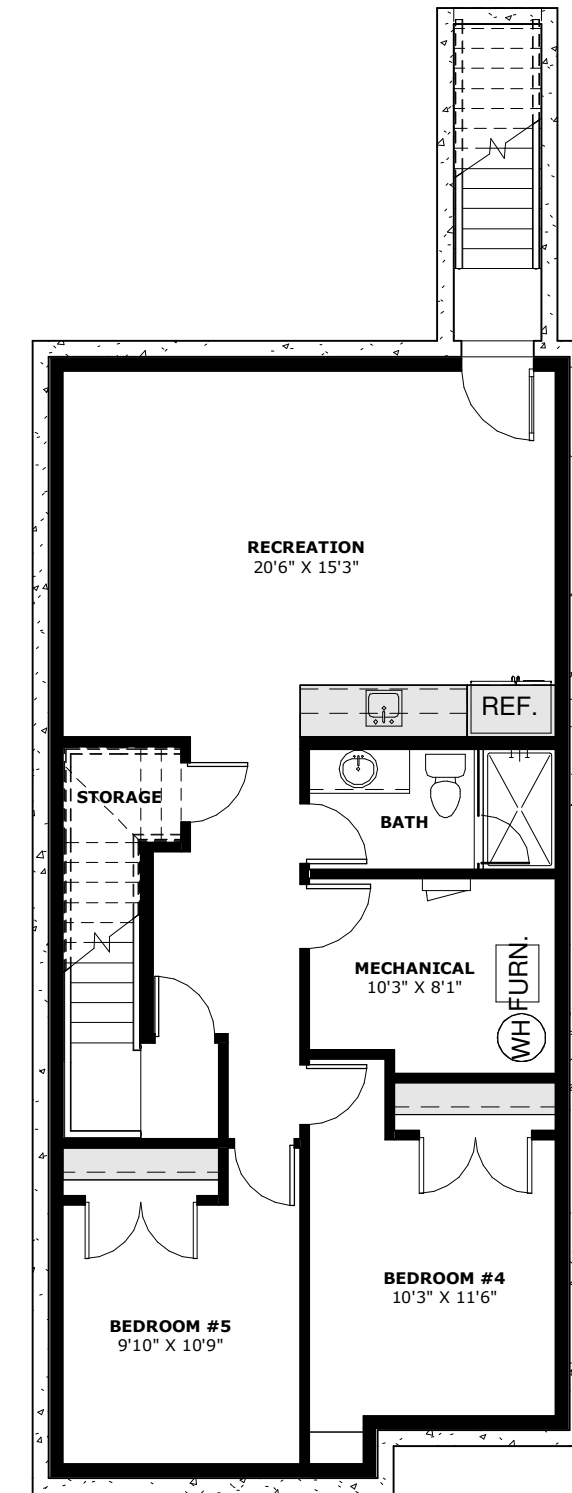 RECREATION
20'6" X 15'3"
REF.
STORAGE
BATH
MECHANICAL
10'3" X 8'1"
FURN.
WH
BEDROOM #4
10'3" X 11'6"
BEDROOM #5
9'10" X 10'9"